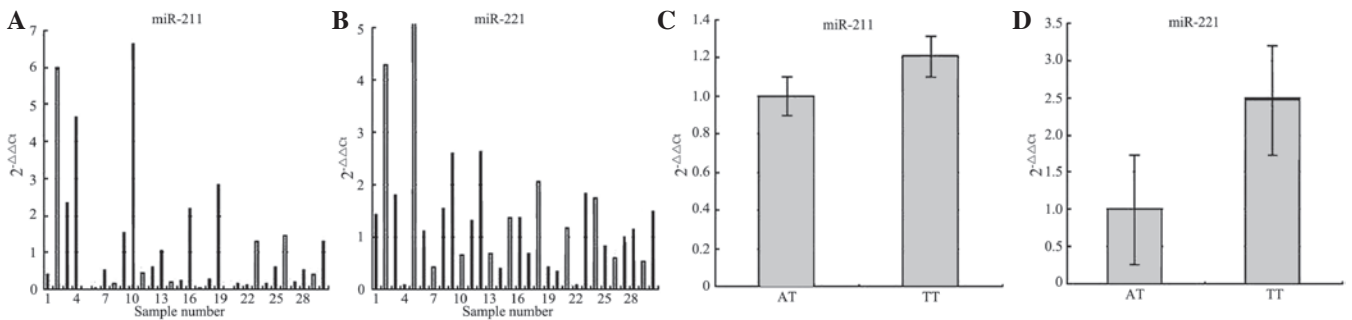 A
miR-211
2-△△Ct
7
6
5
4
3
2
1
0
1 4 7 10 13 16 19 22 25 28
Sample number
B
miR-221
2-△△Ct
5
4
3
2
1
0
1 4 7 10 13 16 19 22 25 28
Sample number
C
miR-211
2-△△Ct
1.4
1.2
1.0
0.8
0.6
0.4
0.2
0
AT TT
D
miR-221
2-△△Ct
3.5
3.0
2.5
2.0
1.5
1.0
0.5
0
AT TT